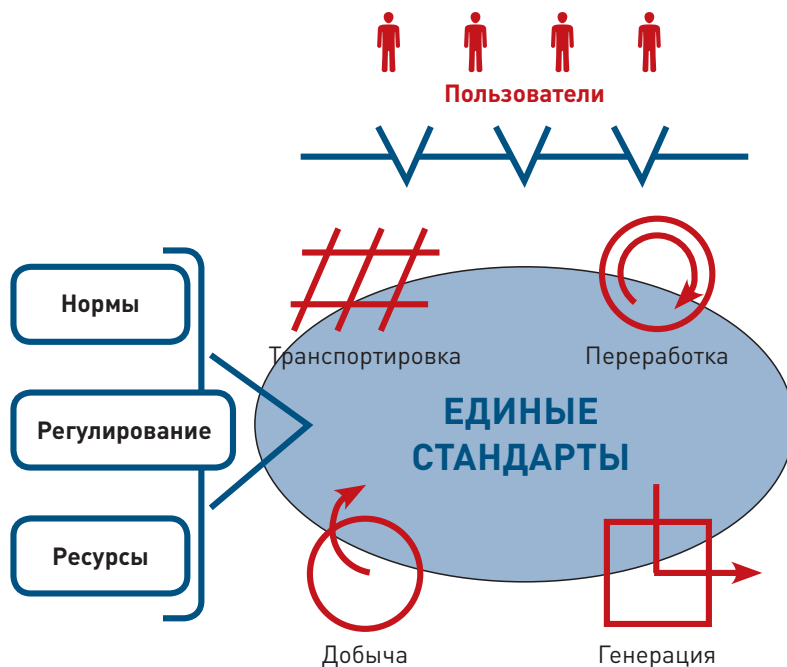 Пользователи
Нормы
Регулирование
Ресурсы
Транспортировка
Переработка
ЕДИНЫЕ
СТАНДАРТЫ
Добыча
Генерация